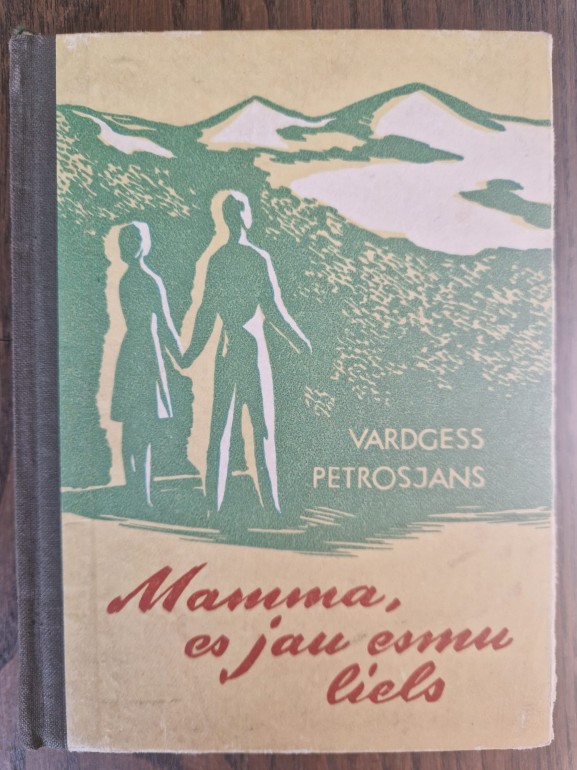 VARDGESS
PETROSJANS
Mamma,
es jau esmu
liels